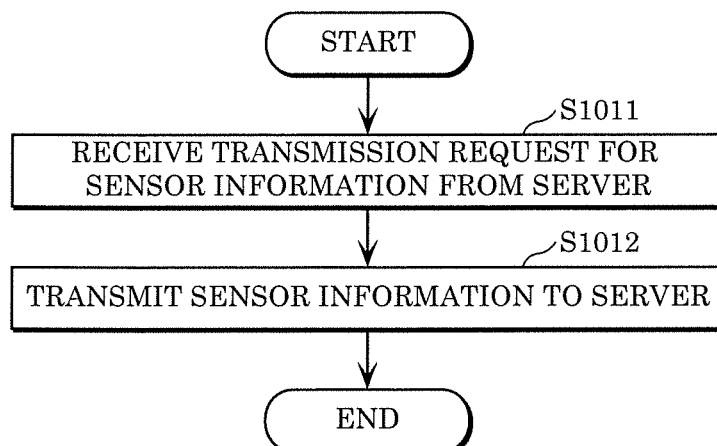 START
S1011
RECEIVE TRANSMISSION REQUEST FOR
SENSOR INFORMATION FROM SERVER
S1012
TRANSMIT SENSOR INFORMATION TO SERVER
END